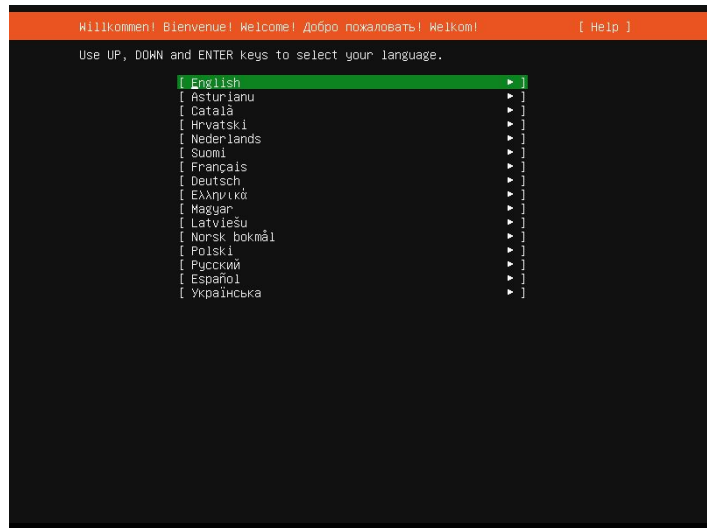 Willkommen! Bienvenue! Welcome! Добро пожаловать! Welkom! [ Help ]
Use UP, DOWN and ENTER keys to select your language.
[ English ► ]
[ Asturianu ► ]
[ Català ► ]
[ Hrvatski ► ]
[ Nederlands ► ]
[ Suomi ► ]
[ Français ► ]
[ Deutsch ► ]
[ Ελληνικά ► ]
[ Magyar ► ]
[ Latviešu ► ]
[ Norsk bokmål ► ]
[ Polski ► ]
[ Русский ► ]
[ Español ► ]
[ Українська ► ]